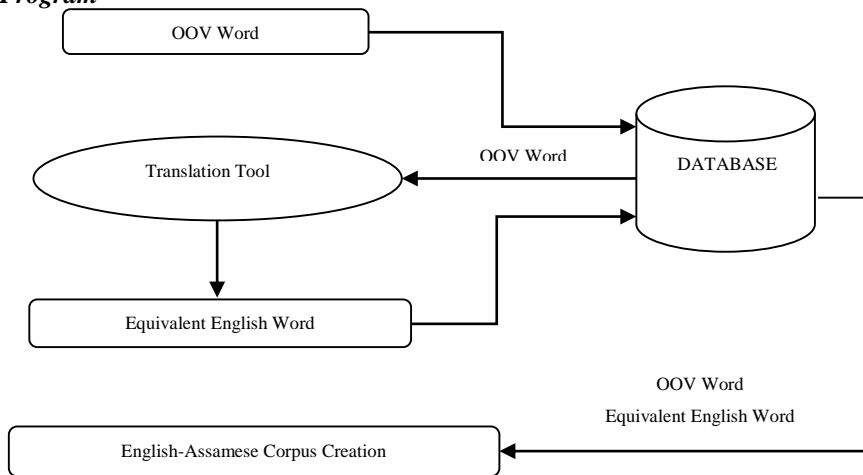 Program
OOV Word
OOV Word
DATABASE
Translation Tool
Equivalent English Word
OOV Word
Equivalent English Word
English-Assamese Corpus Creation